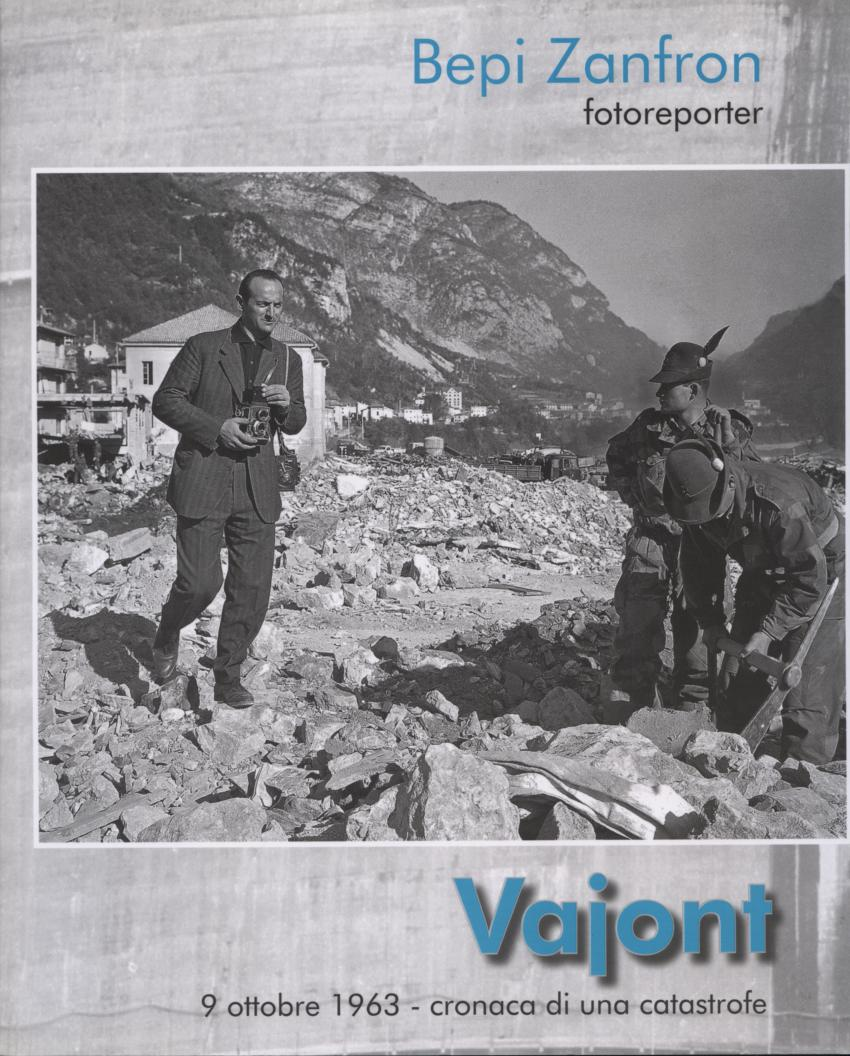 Bepi Zanfron
fotoreporter
Vajont
9 ottobre 1963 - cronaca di una catastrofe